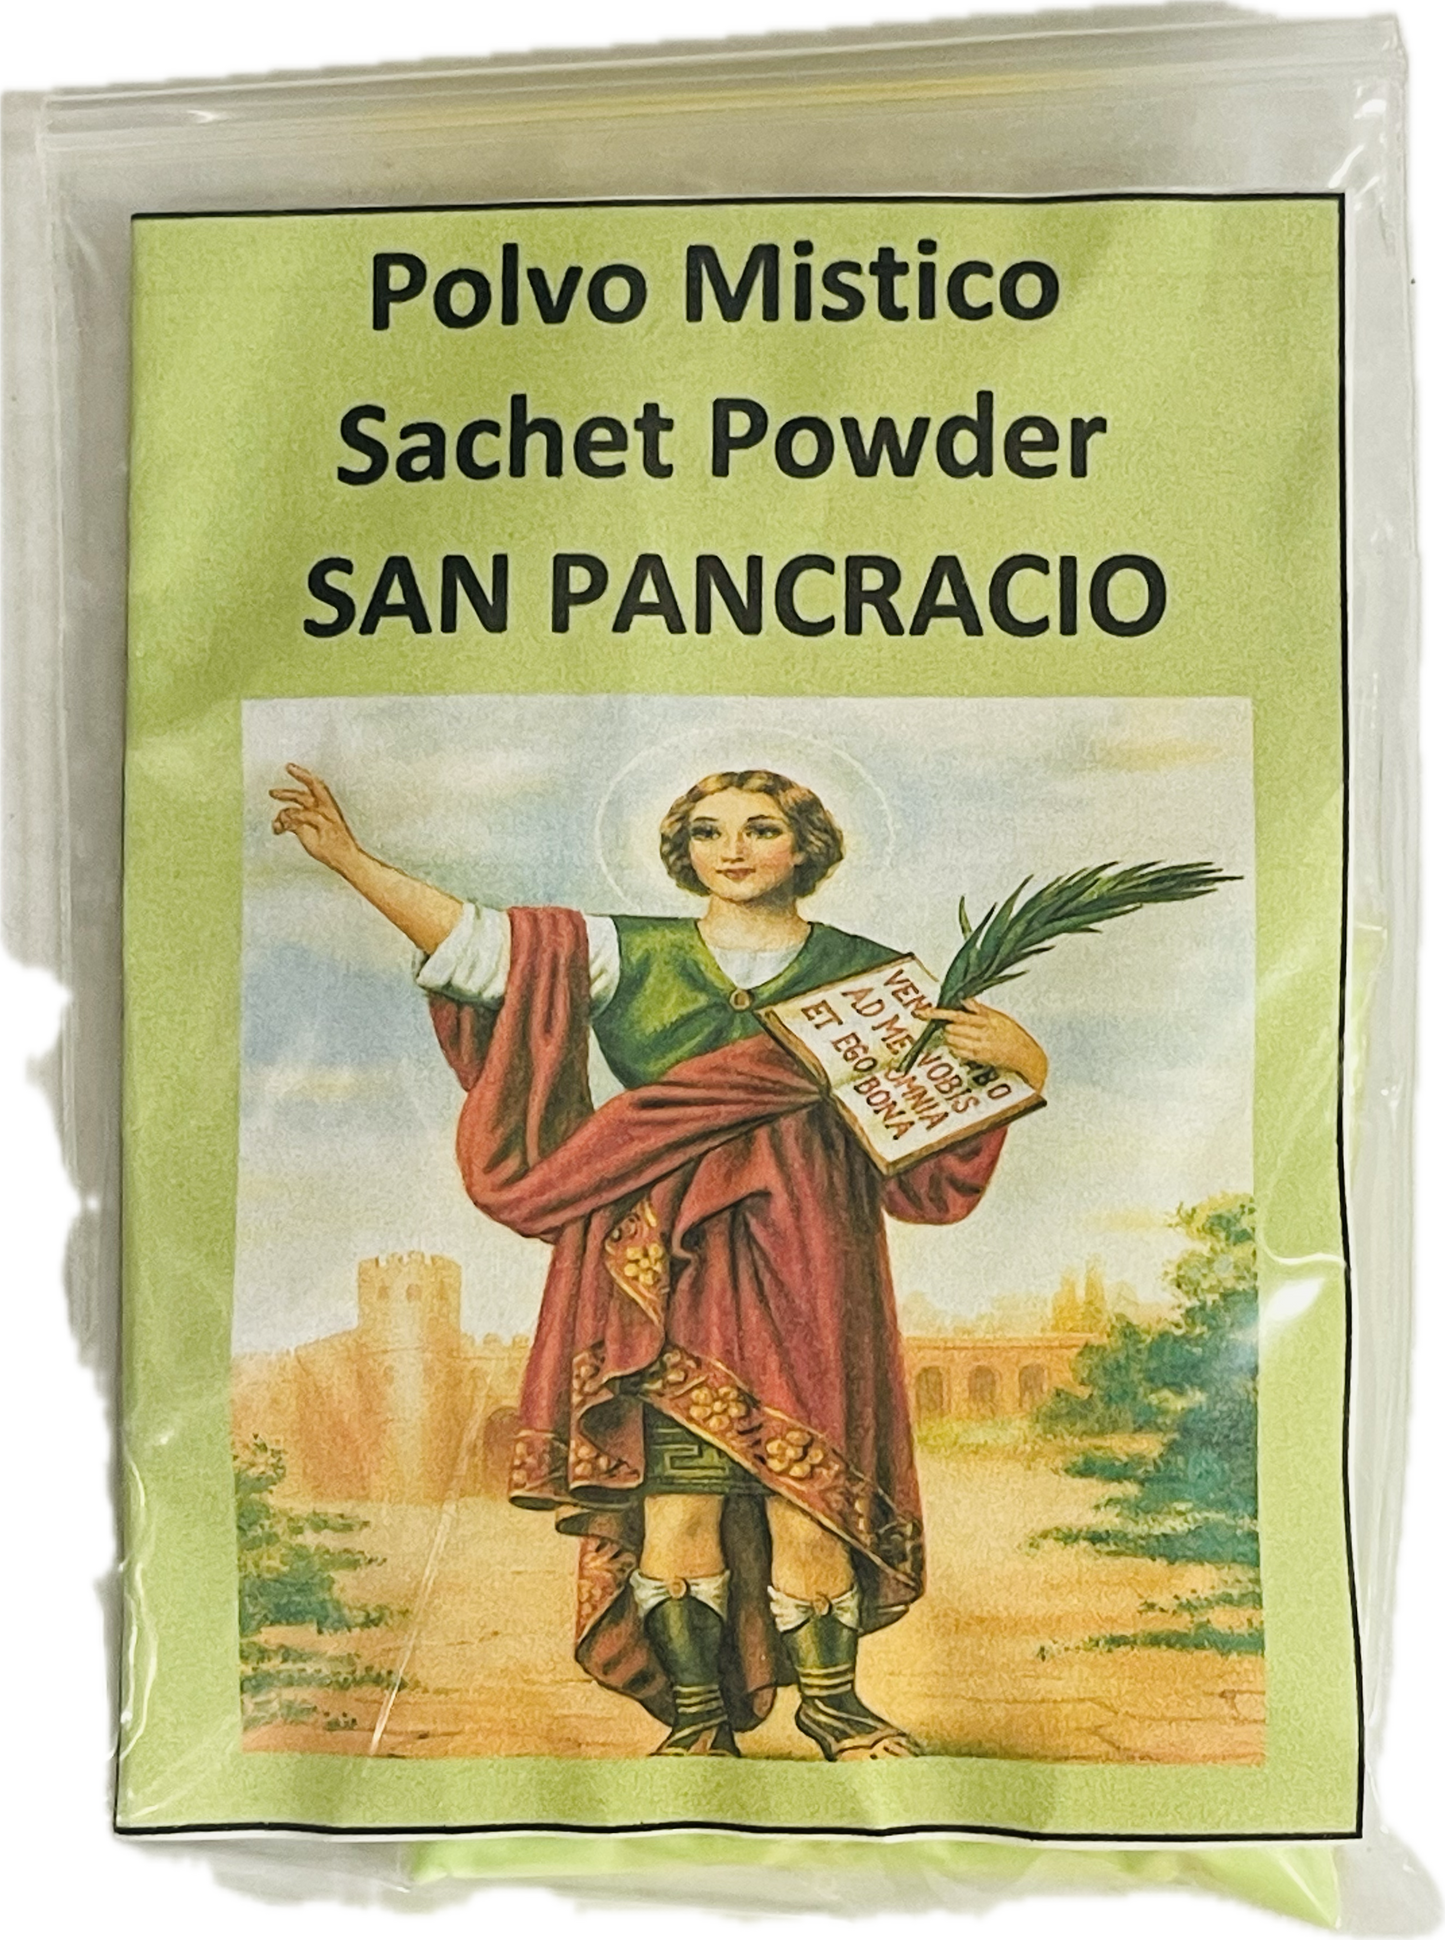 Polvo Mistico
Sachet Powder
SAN PANCRACIO
AD ME VOBIS
ET EGO OMNIA
BONA